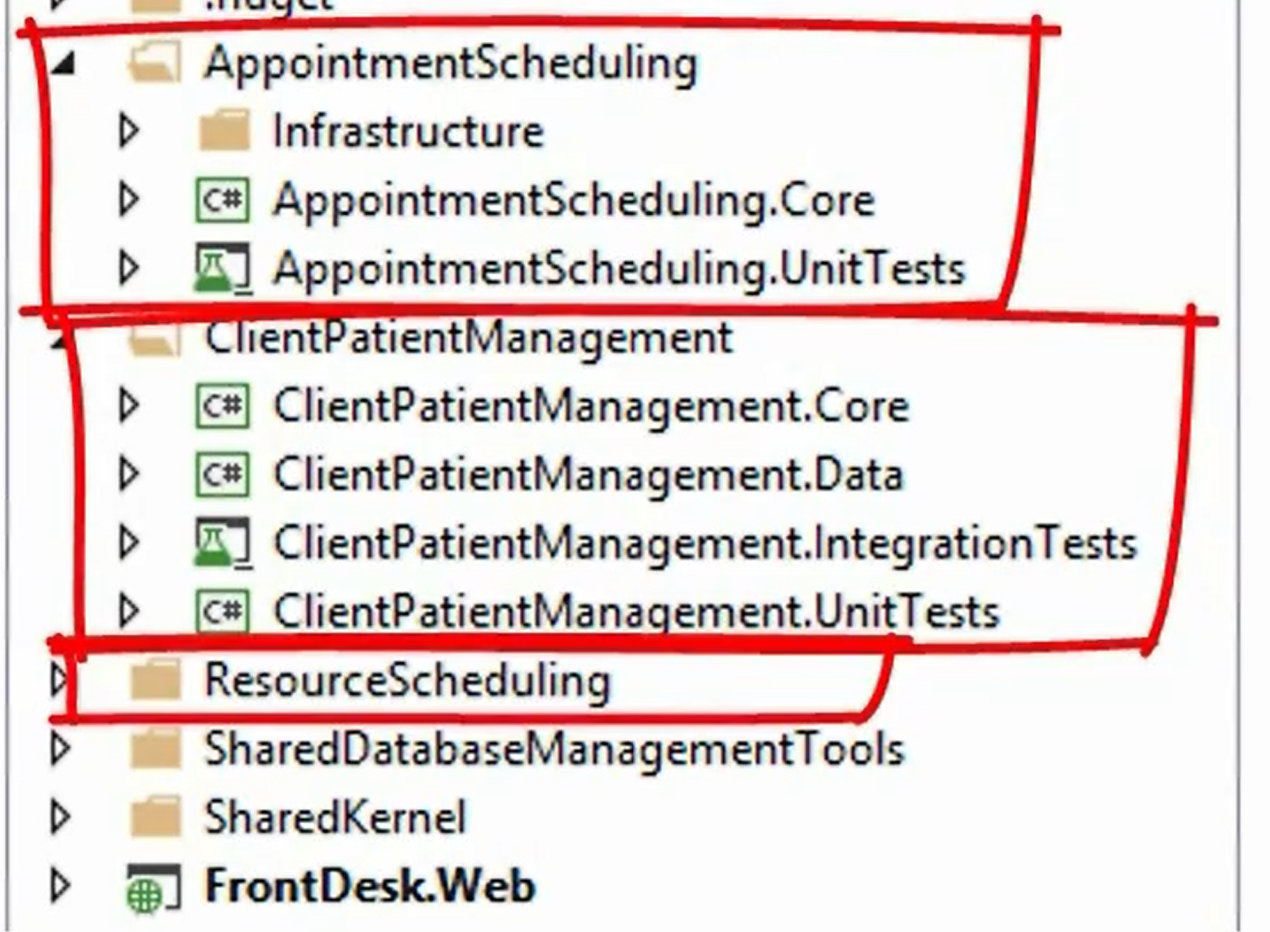 .nuget
AppointmentScheduling
Infrastructure
C# AppointmentScheduling.Core
AppointmentScheduling.UnitTests
ClientPatientManagement
C# ClientPatientManagement.Core
C# ClientPatientManagement.Data
ClientPatientManagement.IntegrationTests
C# ClientPatientManagement.UnitTests
ResourceScheduling
SharedDatabaseManagementTools
SharedKernel
FrontDesk.Web